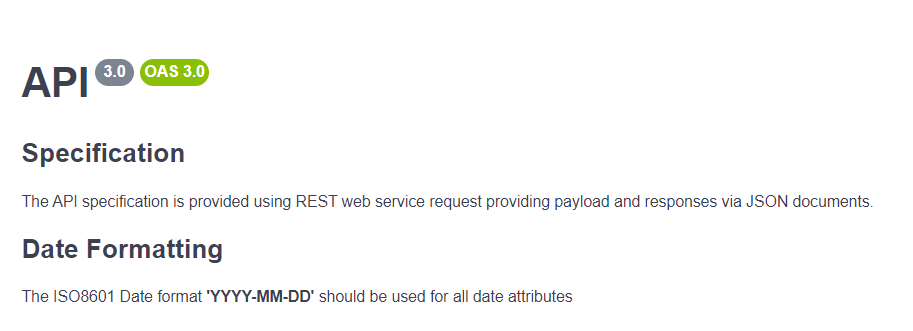 API 3.0 OAS 3.0
Specification
The API specification is provided using REST web service request providing payload and responses via JSON documents.
Date Formatting
The ISO8601 Date format 'YYYY-MM-DD' should be used for all date attributes